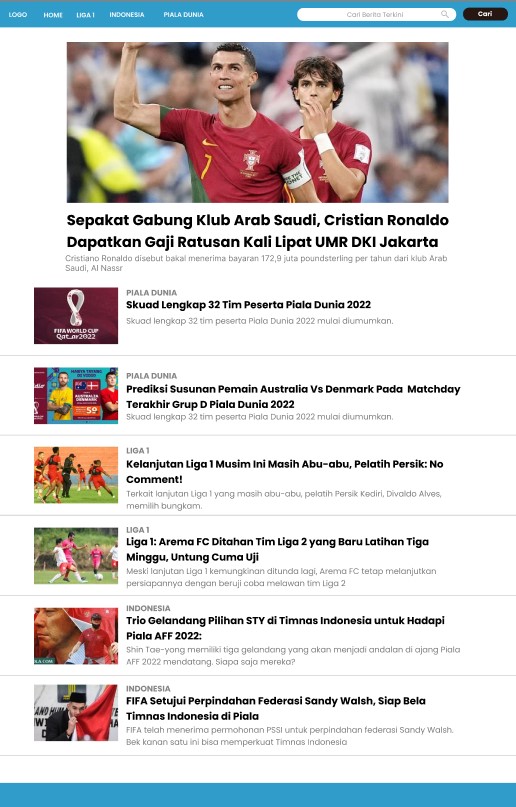 LOGO HOME LIGA 1 INDONESIA PIALA DUNIA Cari Berita Terkini Cari
7
Sepakat Gabung Klub Arab Saudi, Cristian Ronaldo
Dapatkan Gaji Ratusan Kali Lipat UMR DKI Jakarta
Cristiano Ronaldo disebut bakal menerima bayaran 172,9 juta poundsterling per tahun dari klub Arab
Saudi, Al Nassr
FIFA WORLD CUP
Qatar2022
PIALA DUNIA
Skuad Lengkap 32 Tim Peserta Piala Dunia 2022
Skuad lengkap 32 tim peserta Piala Dunia 2022 mulai diumumkan.
AUSTRALIA
DENMARK
PIALA DUNIA
Prediksi Susunan Pemain Australia Vs Denmark Pada Matchday
Terakhir Grup D Piala Dunia 2022
Skuad lengkap 32 tim peserta Piala Dunia 2022 mulai diumumkan.
LIGA 1
Kelanjutan Liga 1 Musim Ini Masih Abu-abu, Pelatih Persik: No
Comment!
Terkait lanjutan Liga 1 yang masih abu-abu, pelatih Persik Kediri, Divaldo Alves,
memilih bungkam.
LIGA 1
Liga 1: Arema FC Ditahan Tim Liga 2 yang Baru Latihan Tiga
Minggu, Untung Cuma Uji
Meski lanjutan Liga 1 kemungkinan ditunda lagi, Arema FC tetap melanjutkan
persiapannya dengan beruji coba melawan tim Liga 2
INDONESIA
Trio Gelandang Pilihan STY di Timnas Indonesia untuk Hadapi
Piala AFF 2022:
Shin Tae-yong memiliki tiga gelandang yang akan menjadi andalan di ajang Piala
AFF 2022 mendatang. Siapa saja mereka?
INDONESIA
FIFA Setujui Perpindahan Federasi Sandy Walsh, Siap Bela
Timnas Indonesia di Piala
FIFA telah menerima permohonan PSSI untuk perpindahan federasi Sandy Walsh.
Bek kanan satu ini bisa memperkuat Timnas Indonesia